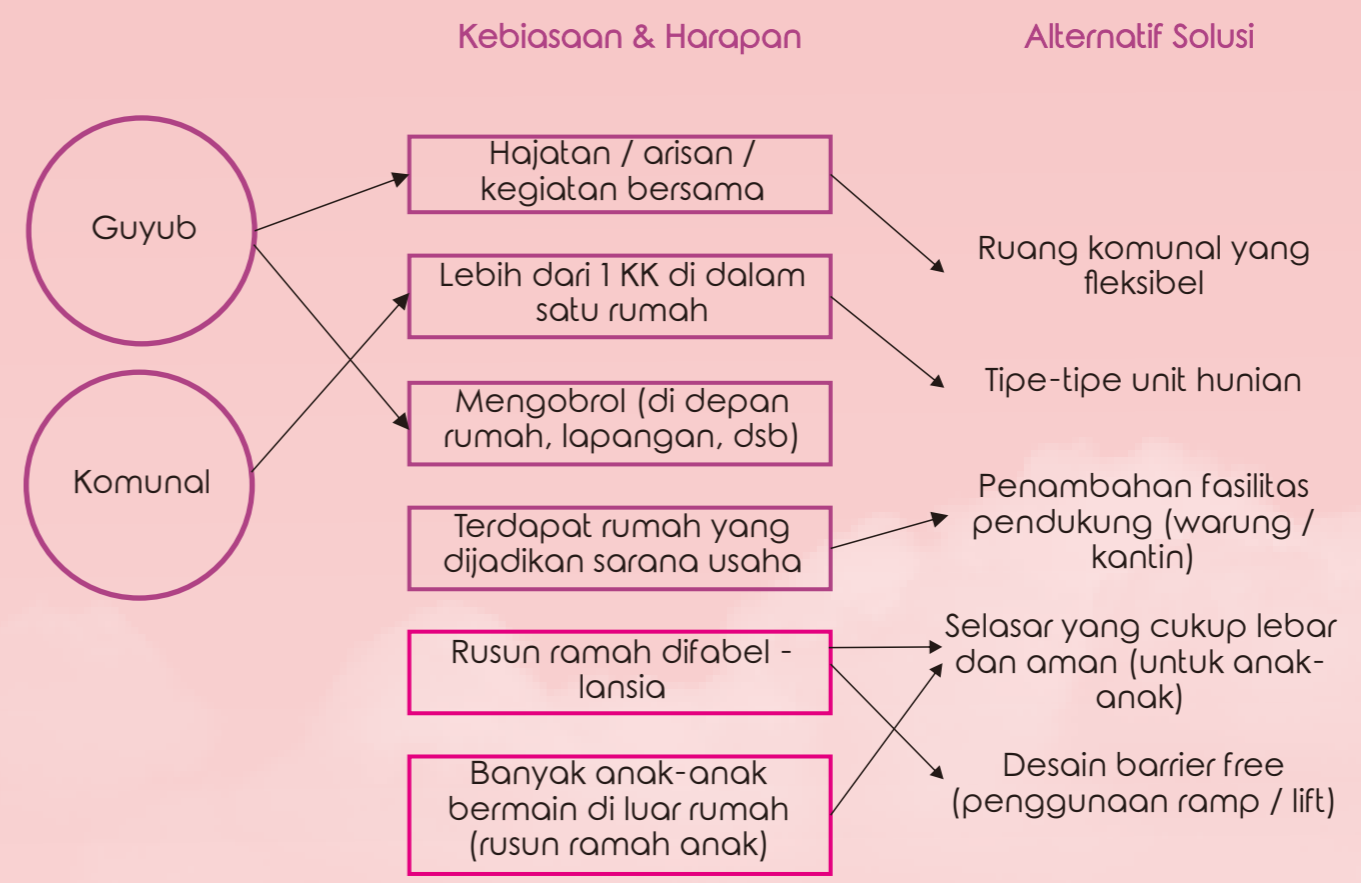 Kebiasaan & Harapan
Alternatif Solusi
Guyub
Komunal
Hajatan / arisan /
kegiatan bersama
Lebih dari 1 KK di dalam
satu rumah
Mengobrol (di depan
rumah, lapangan, dsb)
Terdapat rumah yang
dijadikan sarana usaha
Rusun ramah difabel -
lansia
Banyak anak-anak
bermain di luar rumah
(rusun ramah anak)
Ruang komunal yang
fleksibel
Tipe-tipe unit hunian
Penambahan fasilitas
pendukung (warung /
kantin)
Selasar yang cukup lebar
dan aman (untuk anak-
anak)
Desain barrier free
(penggunaan ramp / lift)